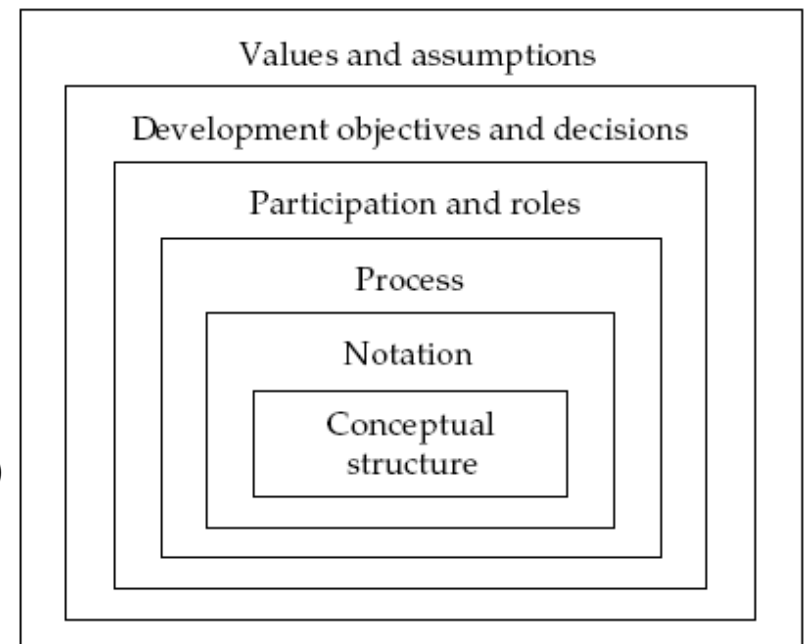 Values and assumptions
Development objectives and decisions
Participation and roles
Process
Notation
Conceptual
structure
)